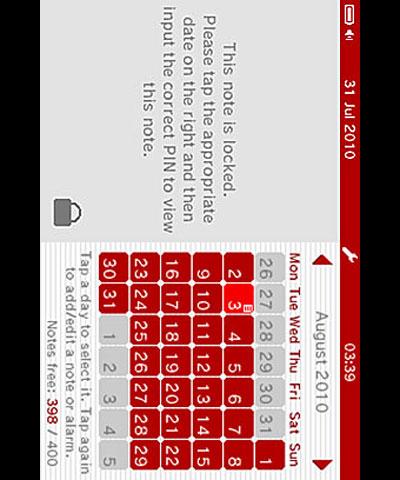 31 Jul 2010
03:39
This note is locked.
Please tap the appropriate
date on the right and then
input the correct PIN to view
this note.
August 2010
Mon Tue Wed Thu Fri Sat Sun
26 27 28 29 30 31 1
2 3 4 5 6 7 8
9 10 11 12 13 14 15
16 17 18 19 20 21 22
23 24 25 26 27 28 29
30 31 1 2 3 4 5
Tap a day to select it. Tap again
to add/edit a note or alarm.
Notes free: 398 / 400